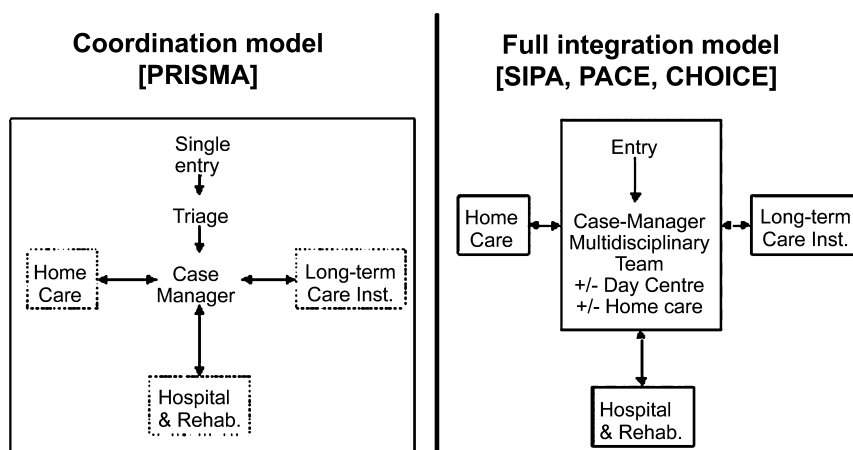 Coordination model
[PRISMA]
Single
entry
Triage
Home
Care
Case
Manager
Long-term
Care Inst.
Hospital
& Rehab.
Full integration model
[SIPA, PACE, CHOICE]
Entry
Home
Care
Case-Manager
Multidisciplinary
Team
+/- Day Centre
+/- Home care
Long-term
Care Inst.
Hospital
& Rehab.